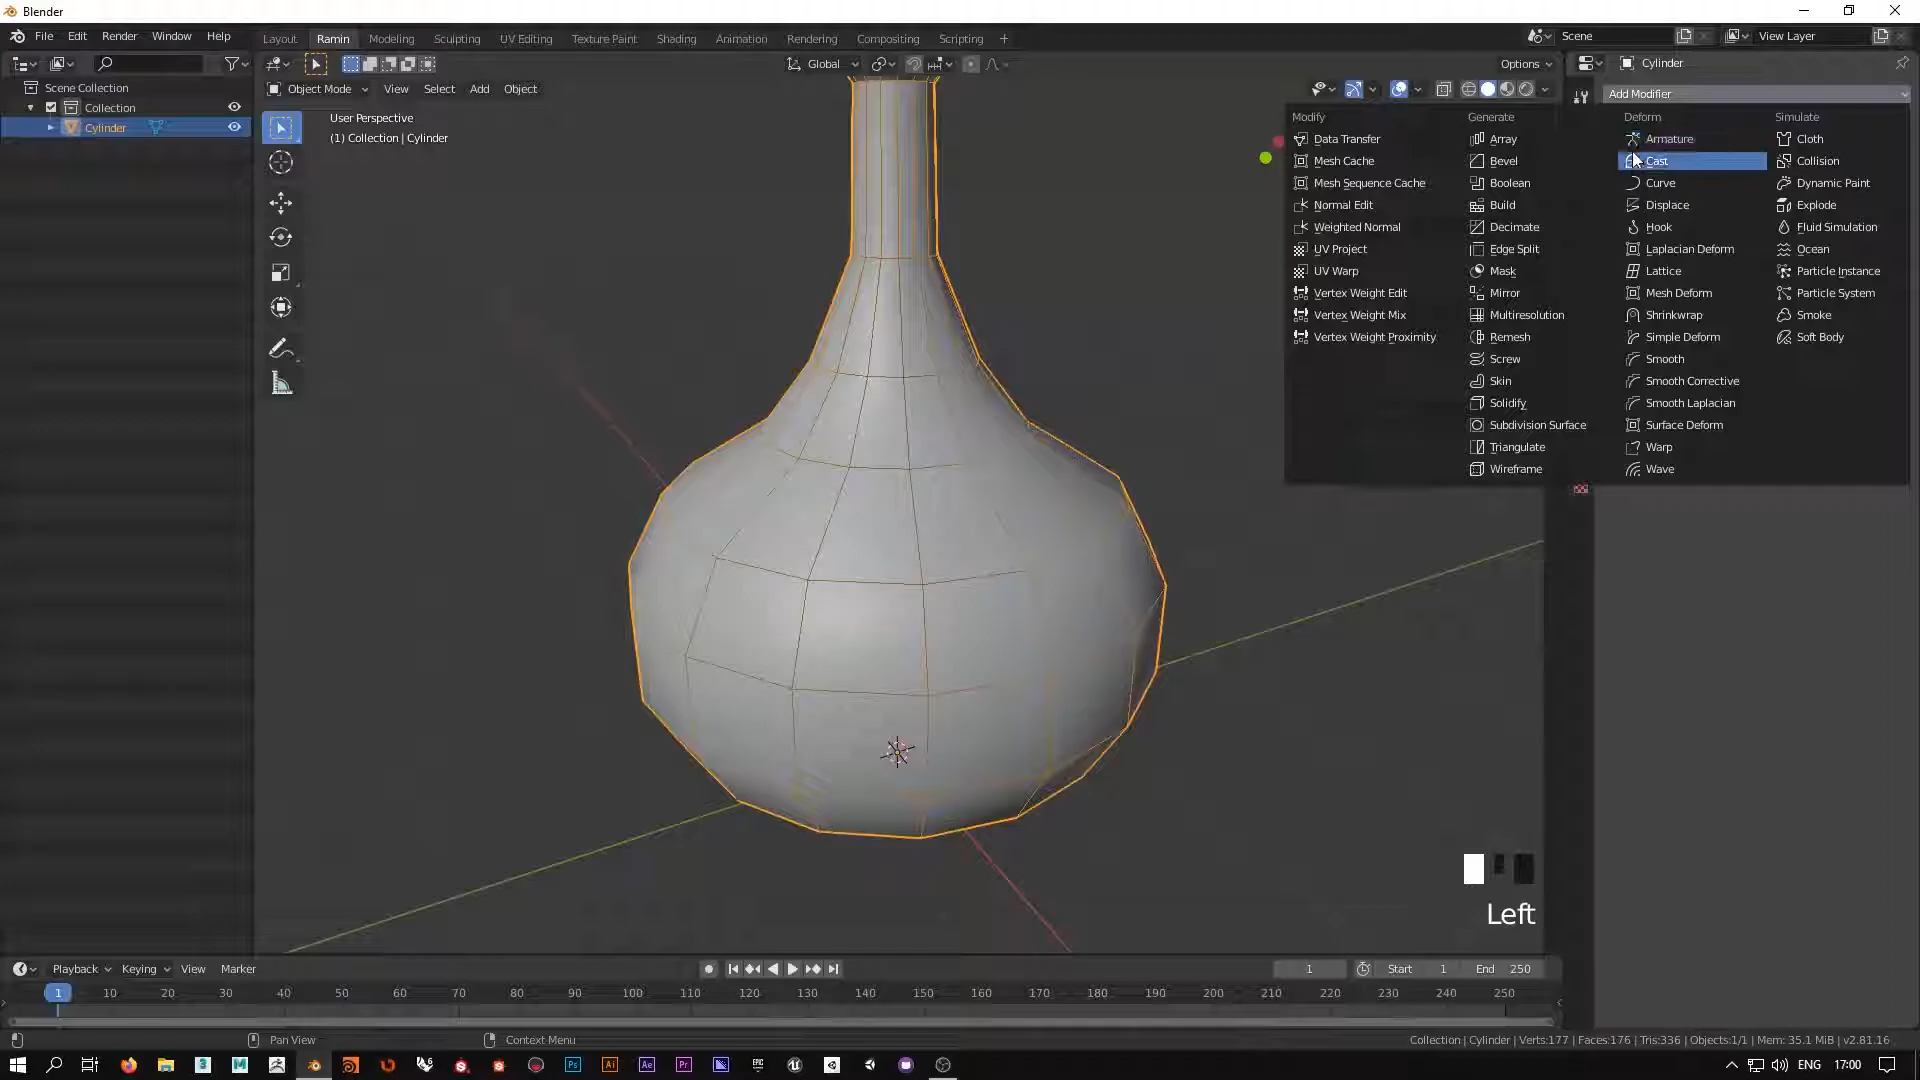 Blender
File Edit Render Window Help
Layout Ramin Modeling Sculpting UV Editing Texture Paint Shading Animation Rendering Compositing Scripting +
Scene View Layer
Global Options
Cylinder
Scene Collection
Collection
Cylinder
Object Mode View Select Add Object
Add Modifier
User Perspective
(1) Collection | Cylinder
Modify
Data Transfer
Mesh Cache
Mesh Sequence Cache
Normal Edit
Weighted Normal
UV Project
UV Warp
Vertex Weight Edit
Vertex Weight Mix
Vertex Weight Proximity
Generate
Array
Bevel
Boolean
Build
Decimate
Edge Split
Mask
Mirror
Multiresolution
Remesh
Screw
Skin
Solidify
Subdivision Surface
Triangulate
Wireframe
Deform
Armature
Cast
Curve
Displace
Hook
Laplacian Deform
Lattice
Mesh Deform
Shrinkwrap
Simple Deform
Smooth
Smooth Corrective
Smooth Laplacian
Surface Deform
Warp
Wave
Simulate
Cloth
Collision
Dynamic Paint
Explode
Fluid Simulation
Ocean
Particle Instance
Particle System
Smoke
Soft Body
Left
Playback Keying View Marker
1 Start 1 End 250
1 10 20 30 40 50 60 70 80 90 100 110 120 130 140 150 160 170 180 190 200 210 220 230 240 250
Pan View Context Menu
Collection | Cylinder | Verts:177 | Faces:176 | Tris:336 | Objects:1/1 | Mem: 35.1 MiB | v2.81.16
3 M Ps Ai Ae Pr EPIC
ENG 17:00